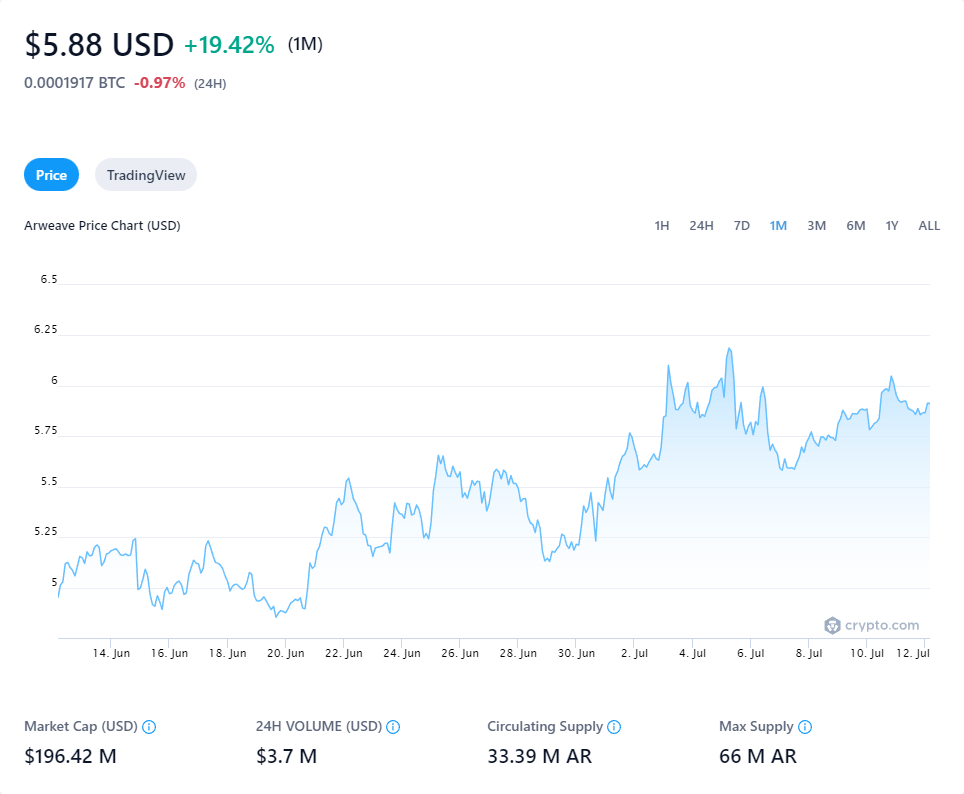 $5.88 USD +19.42% (1M)
0.0001917 BTC -0.97% (24H)
Price TradingView
Arweave Price Chart (USD) 1H 24H 7D 1M 3M 6M 1Y ALL
6.5
6.25
6
5.75
5.5
5.25
5
crypto.com
14. Jun 16. Jun 18. Jun 20. Jun 22. Jun 24. Jun 26. Jun 28. Jun 30. Jun 2. Jul 4. Jul 6. Jul 8. Jul 10. Jul 12. Jul
Market Cap (USD) 24H VOLUME (USD) Circulating Supply Max Supply
$196.42 M $3.7 M 33.39 M AR 66 M AR